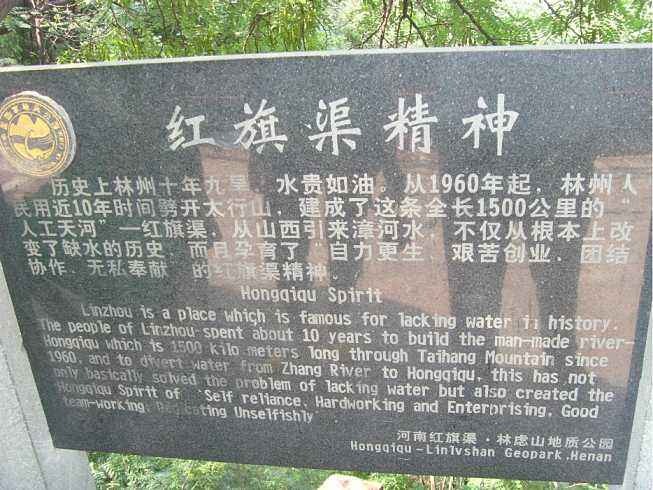 红旗渠精神
历史上林州十年九旱，水贵如油。从1960年起，林州人
民用近10年时间劈开太行山，建成了这条全长1500公里的“
人工天河”—红旗渠，从山西引来漳河水，不仅从根本上改
变了缺水的历史，而且孕育了“自力更生、艰苦创业、团结
协作、无私奉献”的红旗渠精神。
Hongqiqu Spirit
Linzhou is a place which is famous for lacking water in history.
The people of Linzhou spent about 10 years to build the man-made river-
Hongqiqu which is 1500 kilo meters long through Taihang Mountain since
1960, and to divert water from Zhang River to Hongqiqu, this has not
only basically solved the problem of lacking water but also created the
Hongqiqu Spirit of "Self reliance, Hardworking and Enterprising, Good
team-working, Dedicating Unselfishly"
河南红旗渠·林虑山地质公园
Hongqiqu-Linlvshan Geopark.Henan